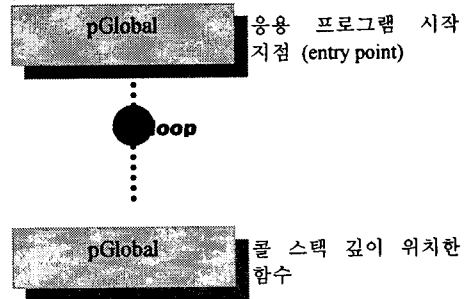 pGlobal
응용 프로그램 시작
지점 (entry point)
loop
pGlobal
콜 스택 깊이 위치한
함수